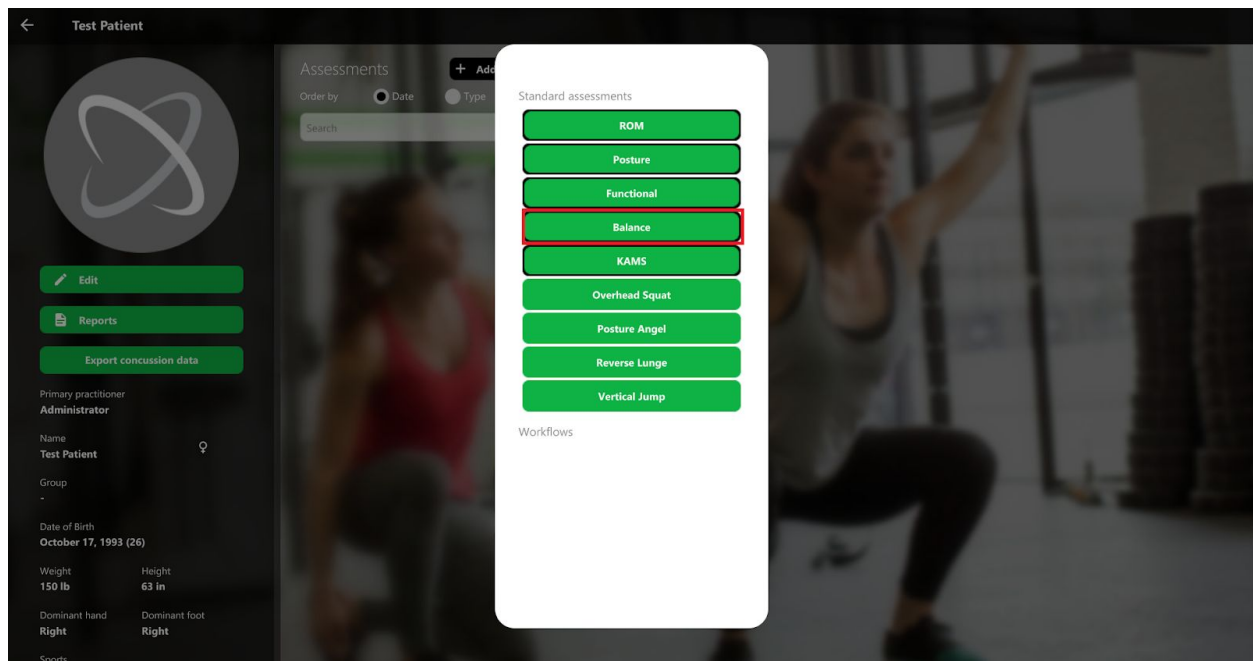 Test Patient
Assessments
+ Add
Order by Date Type
Search
Standard assessments
ROM
Posture
Functional
Balance
KAMS
Overhead Squat
Posture Angel
Reverse Lunge
Vertical Jump
Workflows
Edit
Reports
Export concussion data
Primary practitioner
Administrator
Name
Test Patient
Group
-
Date of Birth
October 17, 1993 (26)
Weight Height
150 lb 63 in
Dominant hand Dominant foot
Right Right
Sports